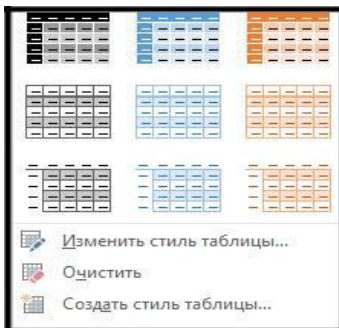 Изменить стиль таблицы...
Очистить
Создать стиль таблицы...